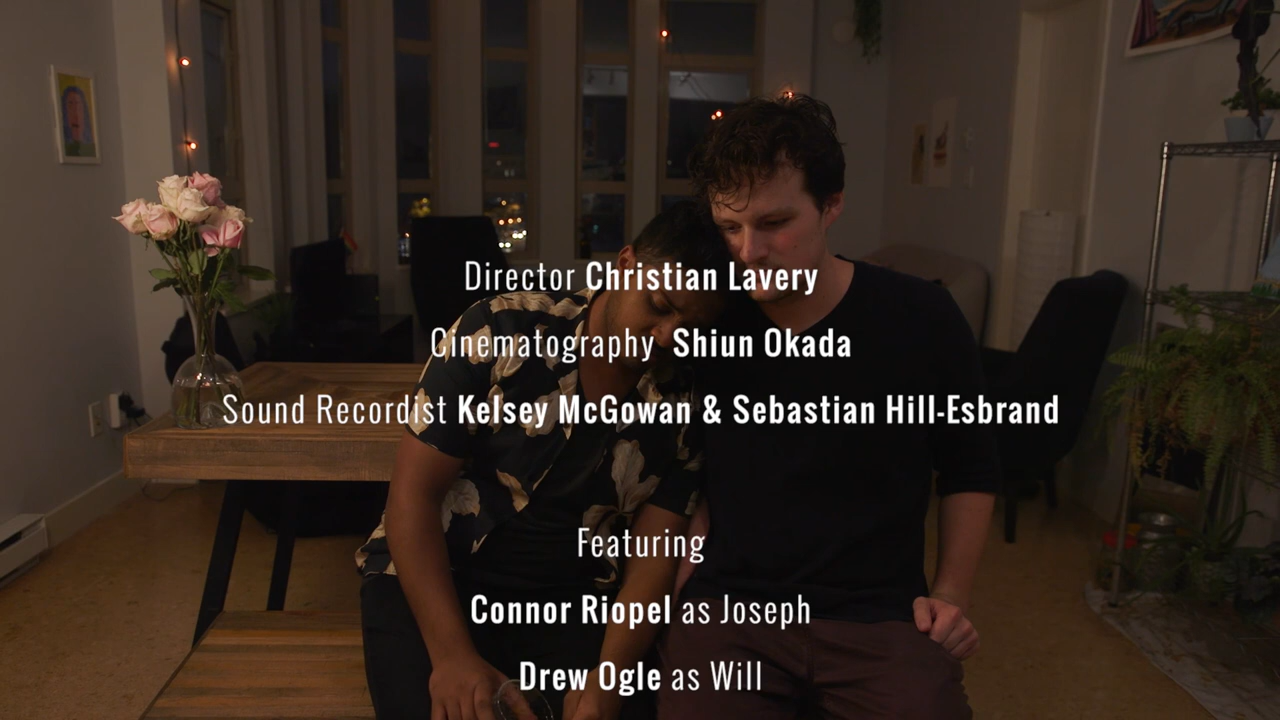 Director Christian Lavery
Cinematography Shiun Okada
Sound Recordist Kelsey McGowan & Sebastian Hill-Esbrand
Featuring
Connor Riopel as Joseph
Drew Ogle as Will